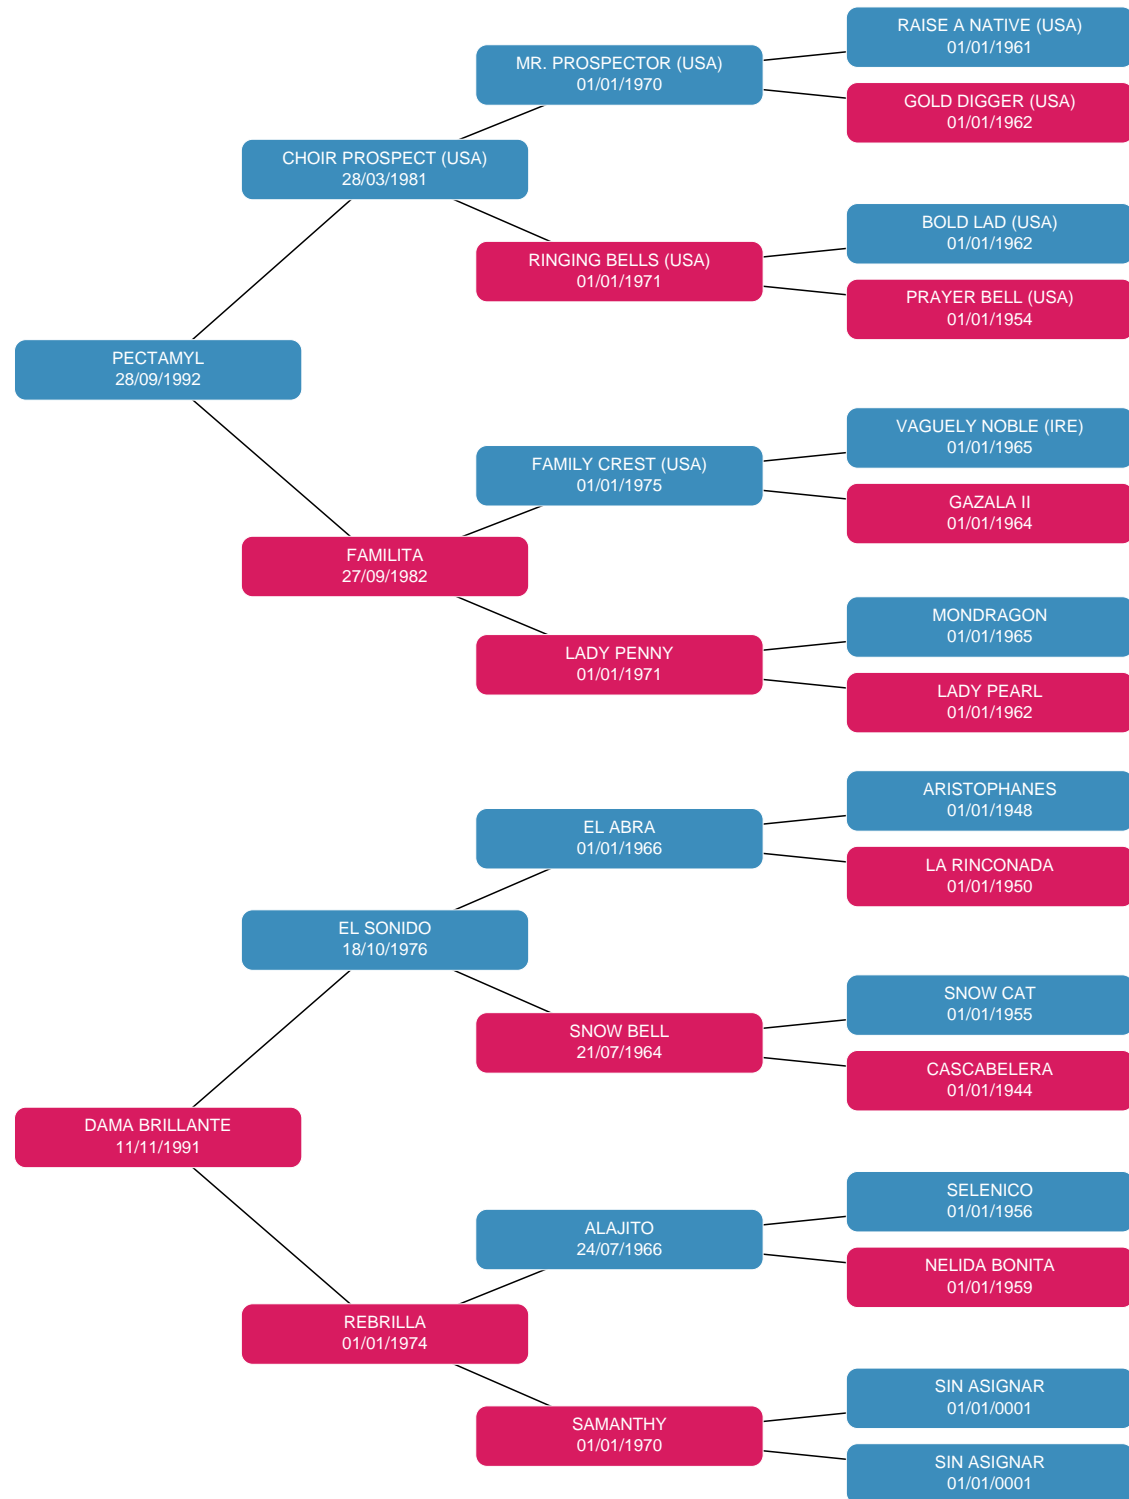 RAISE A NATIVE (USA)
01/01/1961
MR. PROSPECTOR (USA)
01/01/1970
GOLD DIGGER (USA)
01/01/1962
CHOIR PROSPECT (USA)
28/03/1981
BOLD LAD (USA)
01/01/1962
RINGING BELLS (USA)
01/01/1971
PRAYER BELL (USA)
01/01/1954
PECTAMYL
28/09/1992
VAGUELY NOBLE (IRE)
01/01/1965
FAMILY CREST (USA)
01/01/1975
GAZALA II
01/01/1964
FAMILITA
27/09/1982
MONDRAGON
01/01/1965
LADY PENNY
01/01/1971
LADY PEARL
01/01/1962
ARISTOPHANES
01/01/1948
EL ABRA
01/01/1966
LA RINCONADA
01/01/1950
EL SONIDO
18/10/1976
SNOW CAT
01/01/1955
SNOW BELL
21/07/1964
CASCABELERA
01/01/1944
DAMA BRILLANTE
11/11/1991
SELENICO
01/01/1956
ALAJITO
24/07/1966
NELIDA BONITA
01/01/1959
REBRILLA
01/01/1974
SIN ASIGNAR
01/01/0001
SAMANTHY
01/01/1970
SIN ASIGNAR
01/01/0001